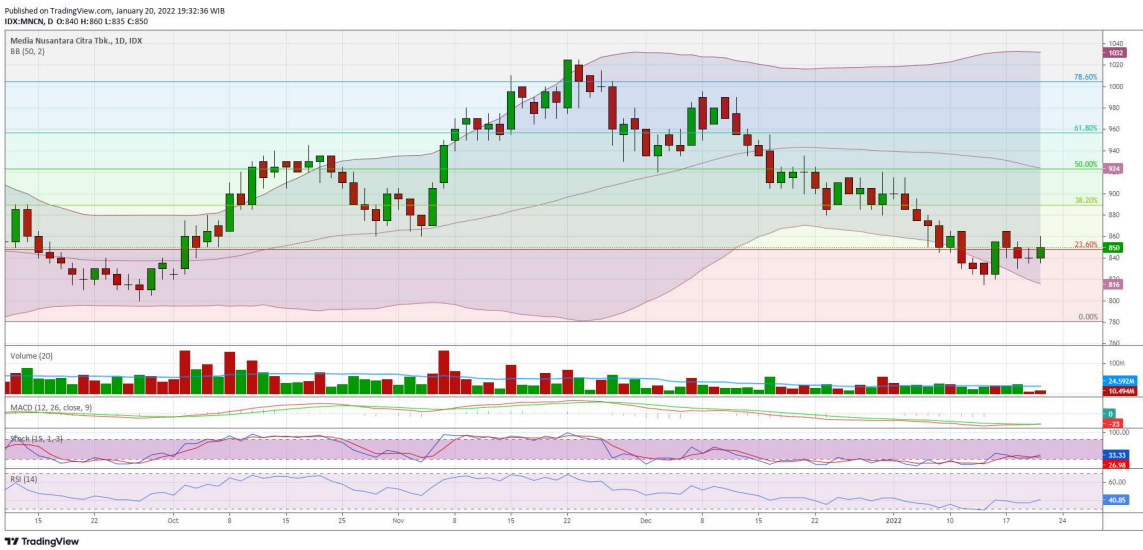 Published on TradingView.com, January 20, 2022 19:32:36 WIB
IDX:MNCN, D O:840 H:860 L:835 C:850
Media Nusantara Citra Tbk., 1D, IDX
BB (50, 2)
1040
1032
1020
78.60%
1000
980
61.80%
960
940
50.00%
924
38.20%
900
880
860
23.60%
850
840
816
800
0.00%
780
760
Volume (20)
100M
24.592M
10.494M
MACD (12, 26, close, 9)
0
-23
Stoch (15, 1, 3)
100.00
33.33
26.98
RSI (14)
60.00
40.85
15 22 Oct 8 15 25 Nov 8 15 22 Dec 8 15 22 2022 10 17 24
TradingView